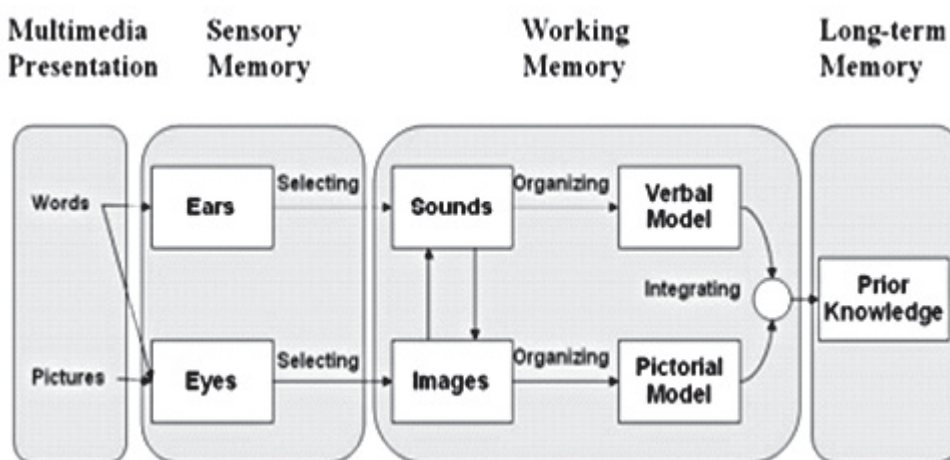 Multimedia
Presentation
Sensory
Memory
Working
Memory
Long-term
Memory
Words
Ears
Selecting
Sounds
Organizing
Verbal
Model
Integrating
Prior
Knowledge
Pictures
Eyes
Selecting
Images
Organizing
Pictorial
Model